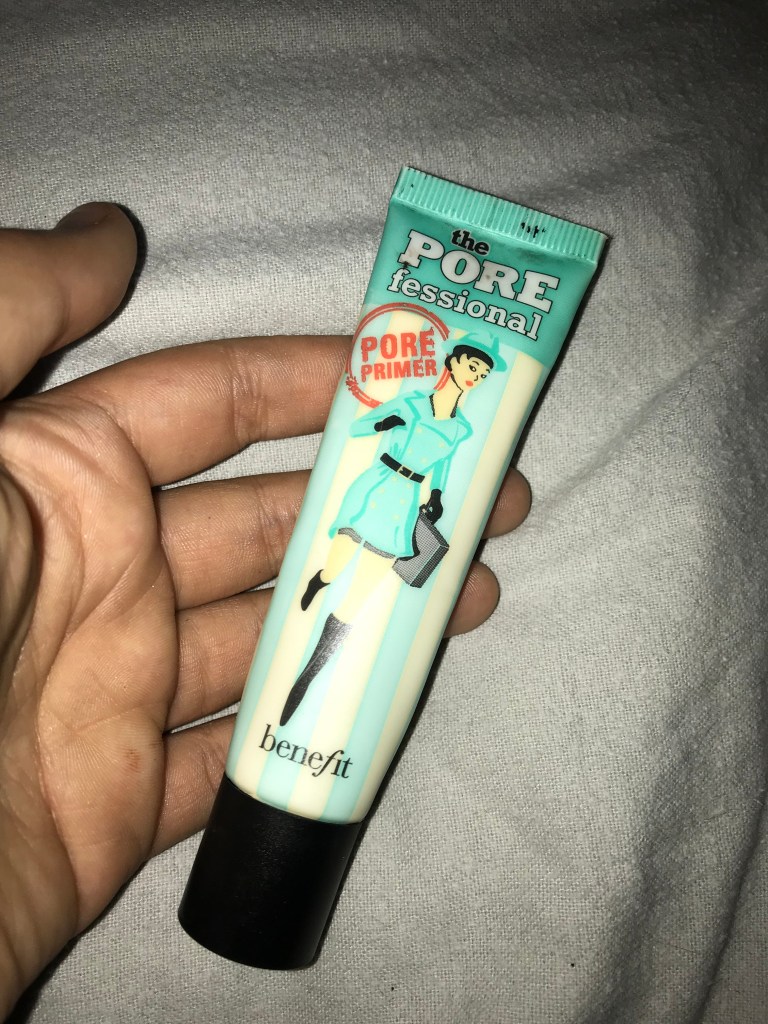 the
PORE
fessional
PORE
PRIMER
benefit